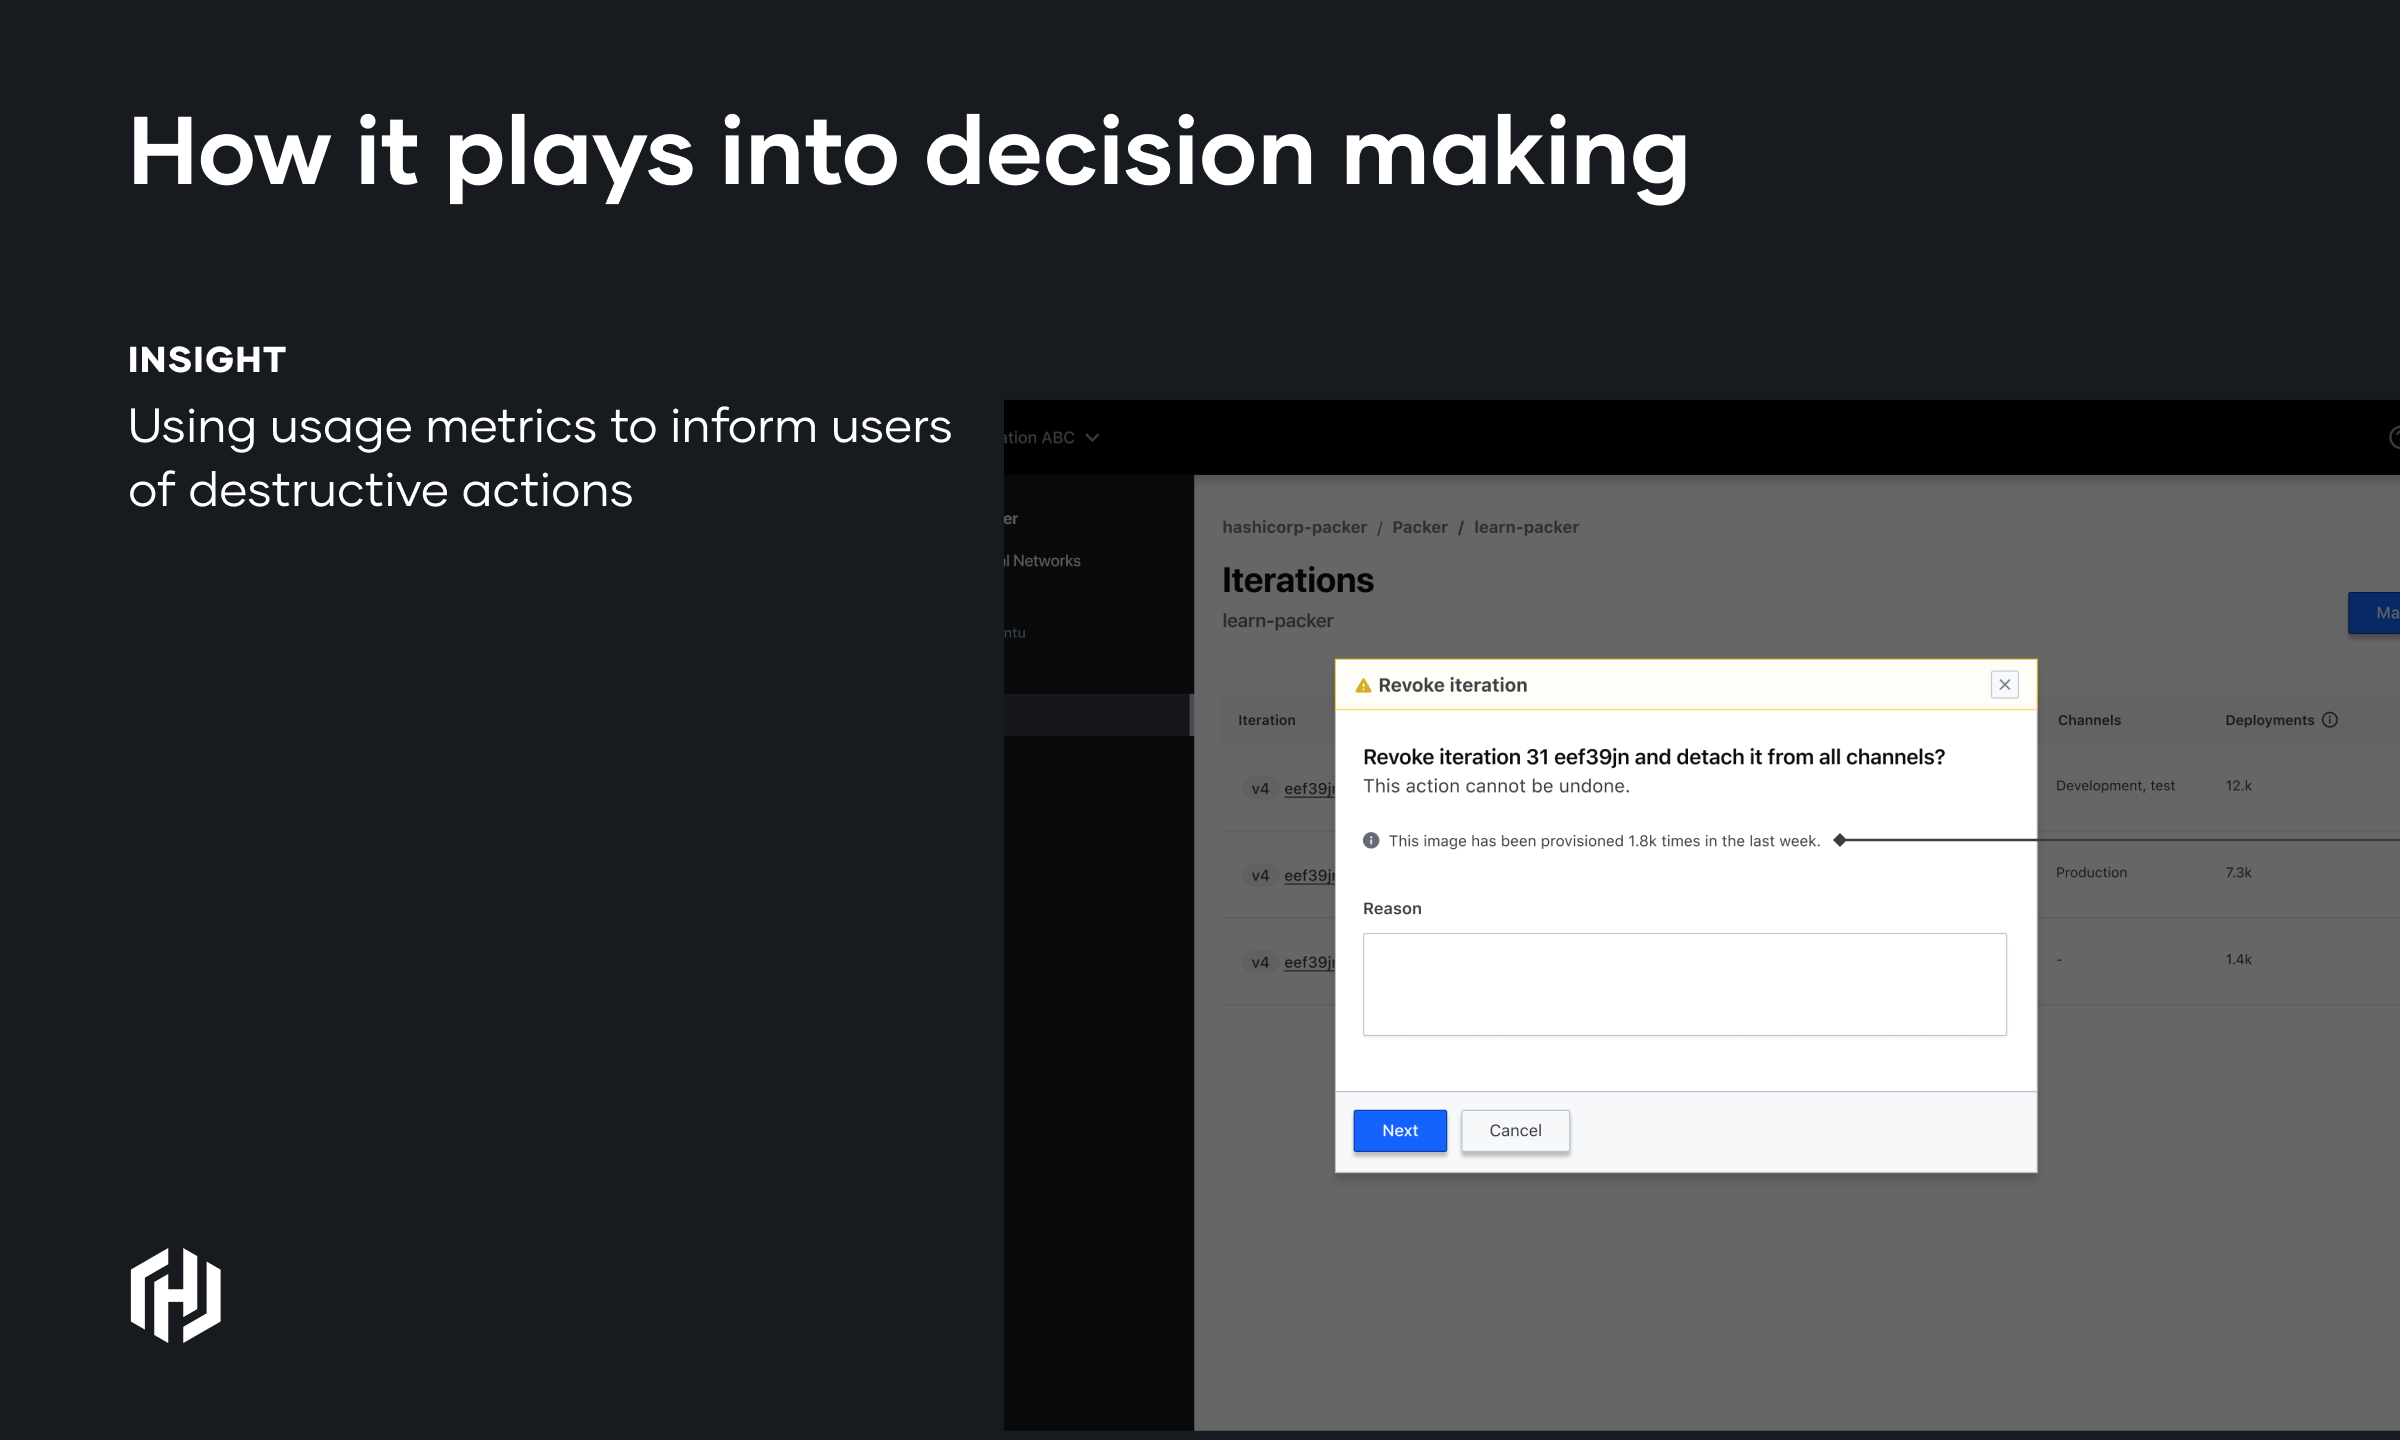 How it plays into decision making
INSIGHT
Using usage metrics to inform users
of destructive actions
ation ABC
er
l Networks
ntu
hashicorp-packer / Packer / learn-packer
Iterations
learn-packer
Ma
Revoke iteration
Iteration
Channels
Deployments
Revoke iteration 31 eef39jn and detach it from all channels?
This action cannot be undone.
v4 eef39jn
Development, test
12.k
This image has been provisioned 1.8k times in the last week.
v4 eef39jn
Production
7.3k
Reason
v4 eef39jn
-
1.4k
Next
Cancel